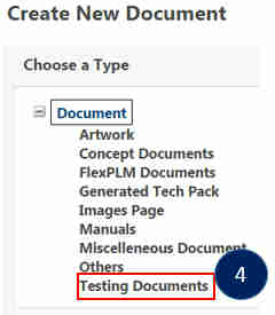 Create New Document
Choose a Type
Document
Artwork
Concept Documents
FlexPLM Documents
Generated Tech Pack
Images Page
Manuals
Miscelleneous Document
Others
Testing Documents
4